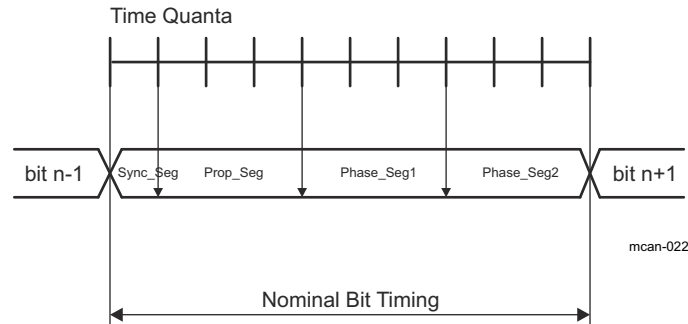 Time Quanta
bit n-1 Sync_Seg Prop_Seg Phase_Seg1 Phase_Seg2 bit n+1
mcan-022
Nominal Bit Timing